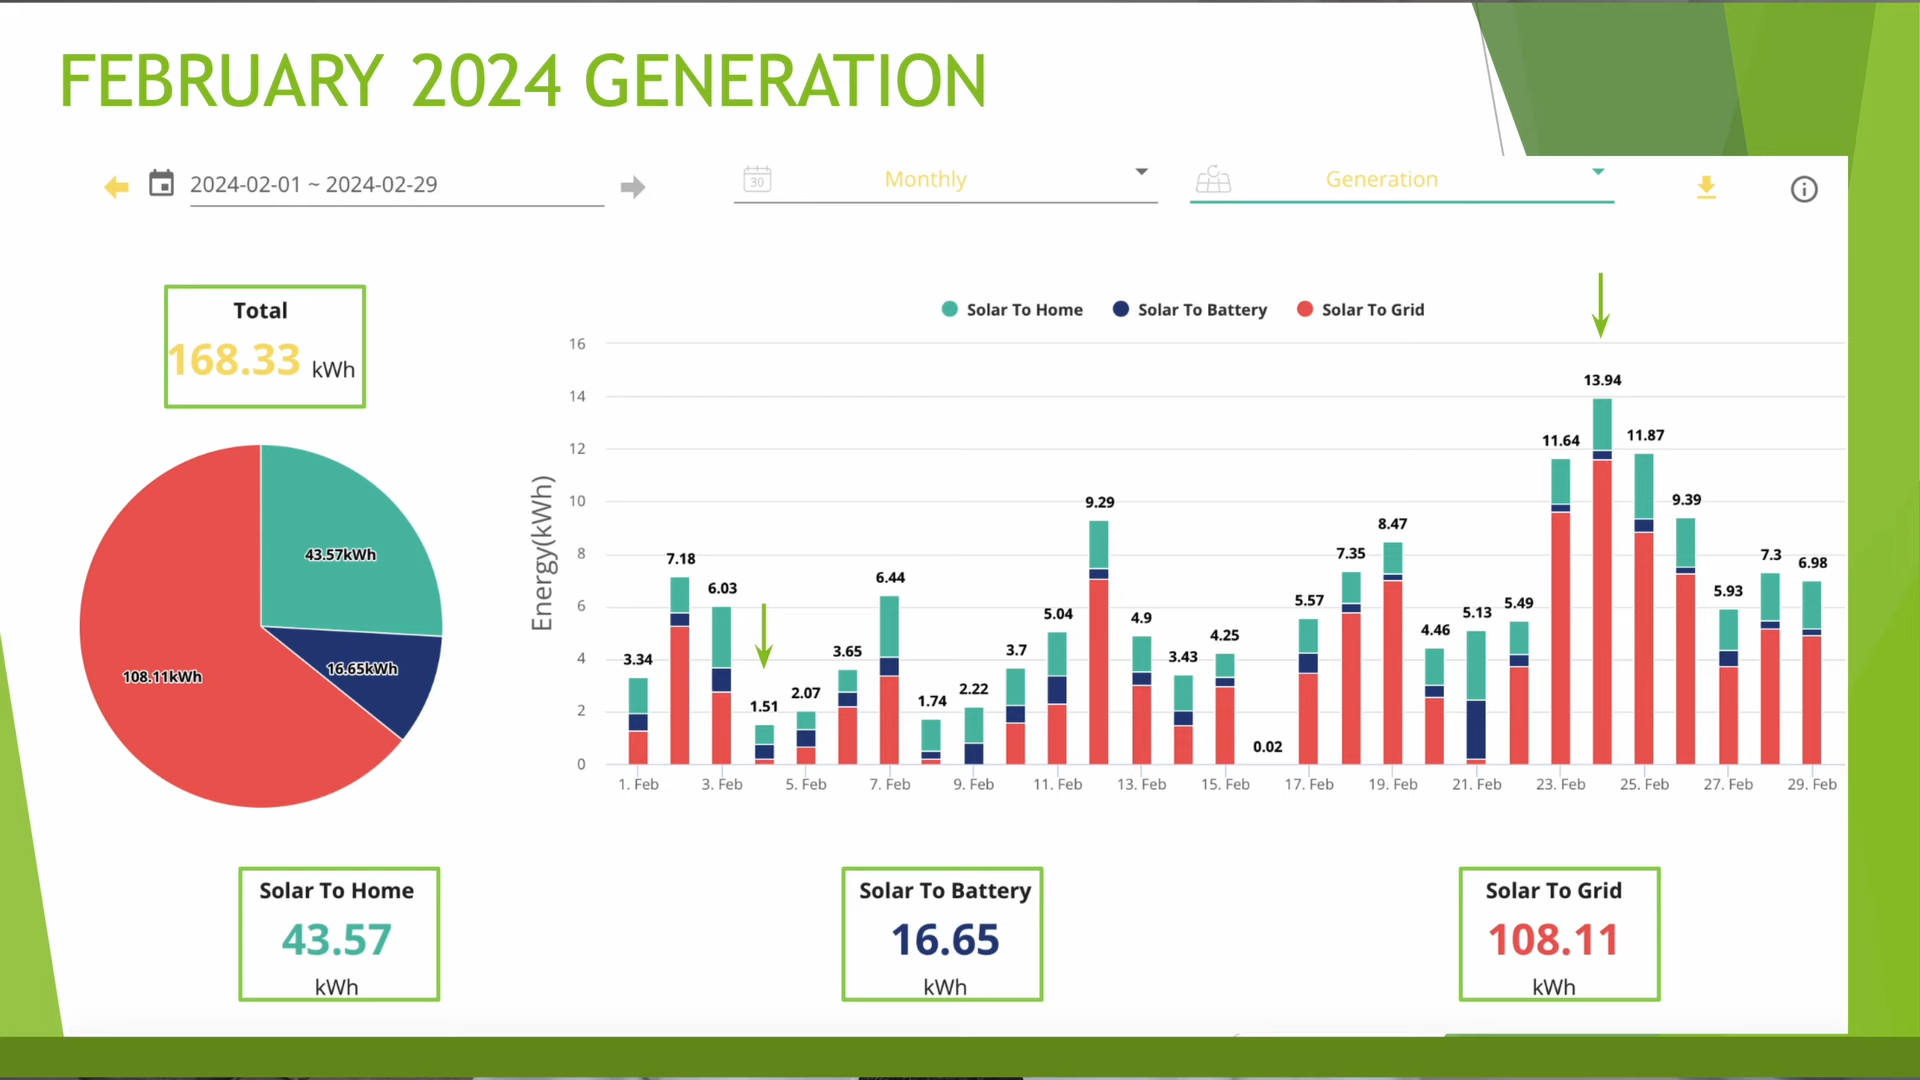 FEBRUARY 2024 GENERATION
2024-02-01 ~ 2024-02-29
30
Monthly
Generation
Total
168.33 kWh
Solar To Home
Solar To Battery
Solar To Grid
43.57kWh
16.65kWh
108.11kWh
Energy(kWh)
16
14
12
10
8
6
4
2
0
3.34
7.18
6.03
1.51
2.07
3.65
6.44
1.74
2.22
3.7
5.04
9.29
4.9
3.43
4.25
0.02
5.57
7.35
8.47
4.46
5.13
5.49
11.64
13.94
11.87
9.39
5.93
7.3
6.98
1. Feb
3. Feb
5. Feb
7. Feb
9. Feb
11. Feb
13. Feb
15. Feb
17. Feb
19. Feb
21. Feb
23. Feb
25. Feb
27. Feb
29. Feb
Solar To Home
43.57
kWh
Solar To Battery
16.65
kWh
Solar To Grid
108.11
kWh